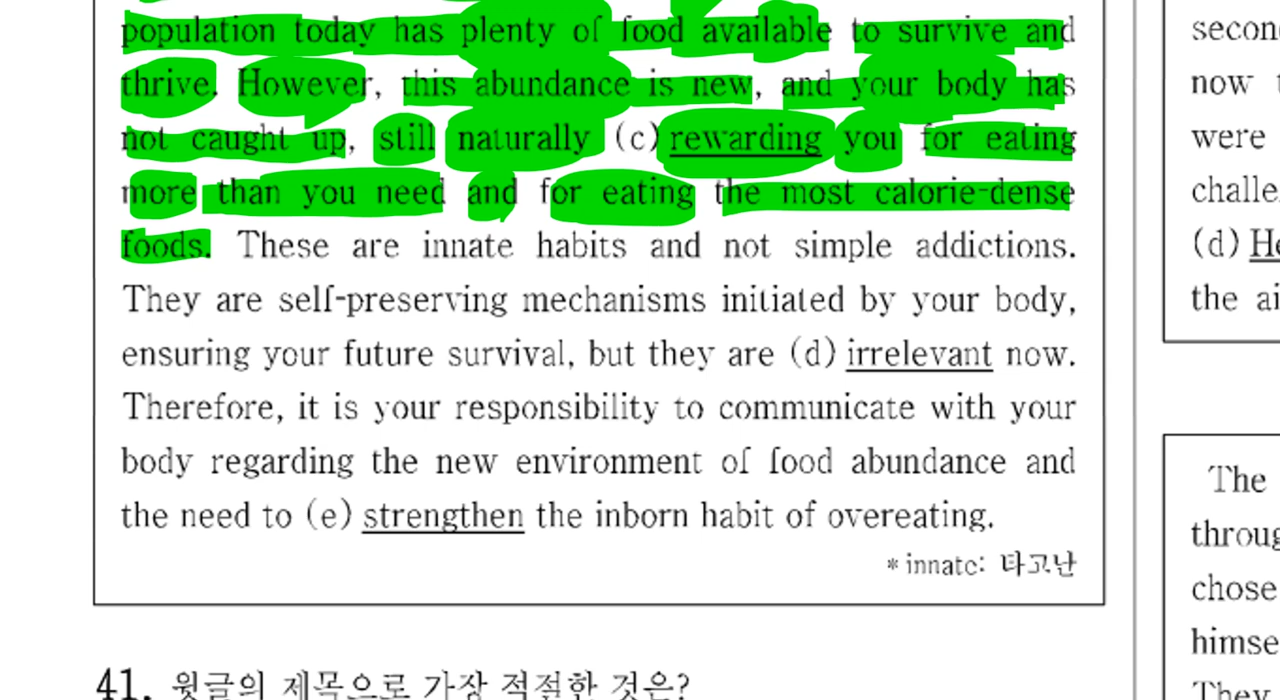 population today has plenty of food available to survive and
thrive. However, this abundance is new, and your body has
not caught up, still naturally (c) rewarding you for eating
more than you need and for eating the most calorie-dense
foods. These are innate habits and not simple addictions.
They are self-preserving mechanisms initiated by your body,
ensuring your future survival, but they are (d) irrelevant now.
Therefore, it is your responsibility to communicate with your
body regarding the new environment of food abundance and
the need to (e) strengthen the inborn habit of overeating.
* innate: 타고난
41. 윗글의 제목으로 가장 적절한 것은?
now
were
(d)
the
The
chose
They